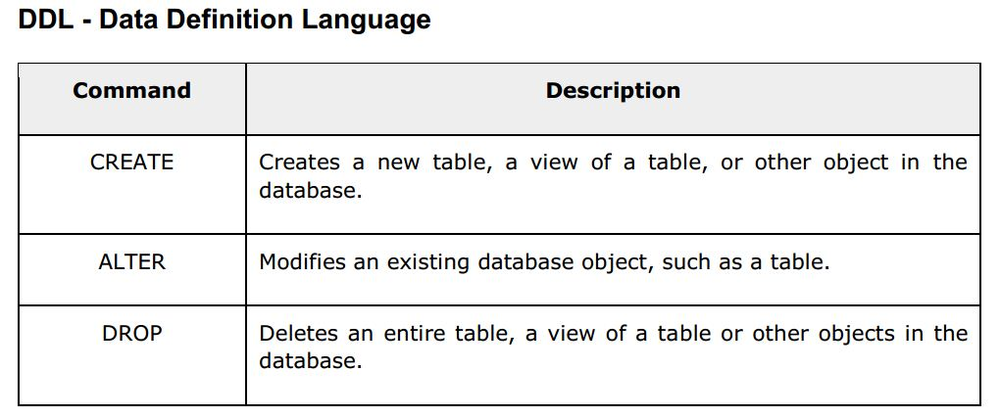 DDL - Data Definition Language
Command Description
CREATE Creates a new table, a view of a table, or other object in the
database.
ALTER Modifies an existing database object, such as a table.
DROP Deletes an entire table, a view of a table or other objects in the
database.